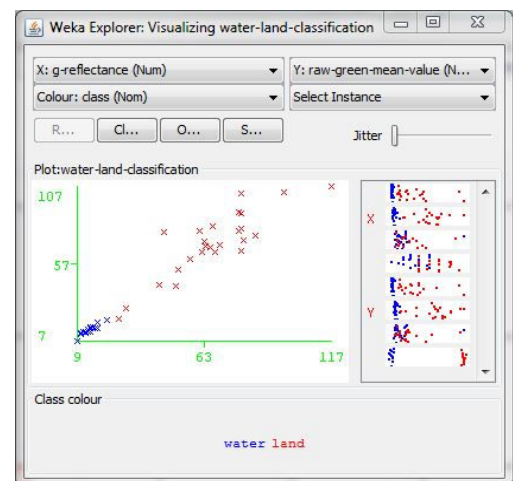 Weka Explorer: Visualizing water-land-classification
X: g-reflectance (Num) Y: raw-green-mean-value (N...
Colour: class (Nom) Select Instance
R... Cl... O... S... Jitter
Plot:water-land-classification
107
57
7
9 63 117
X
Y
Class colour
water land